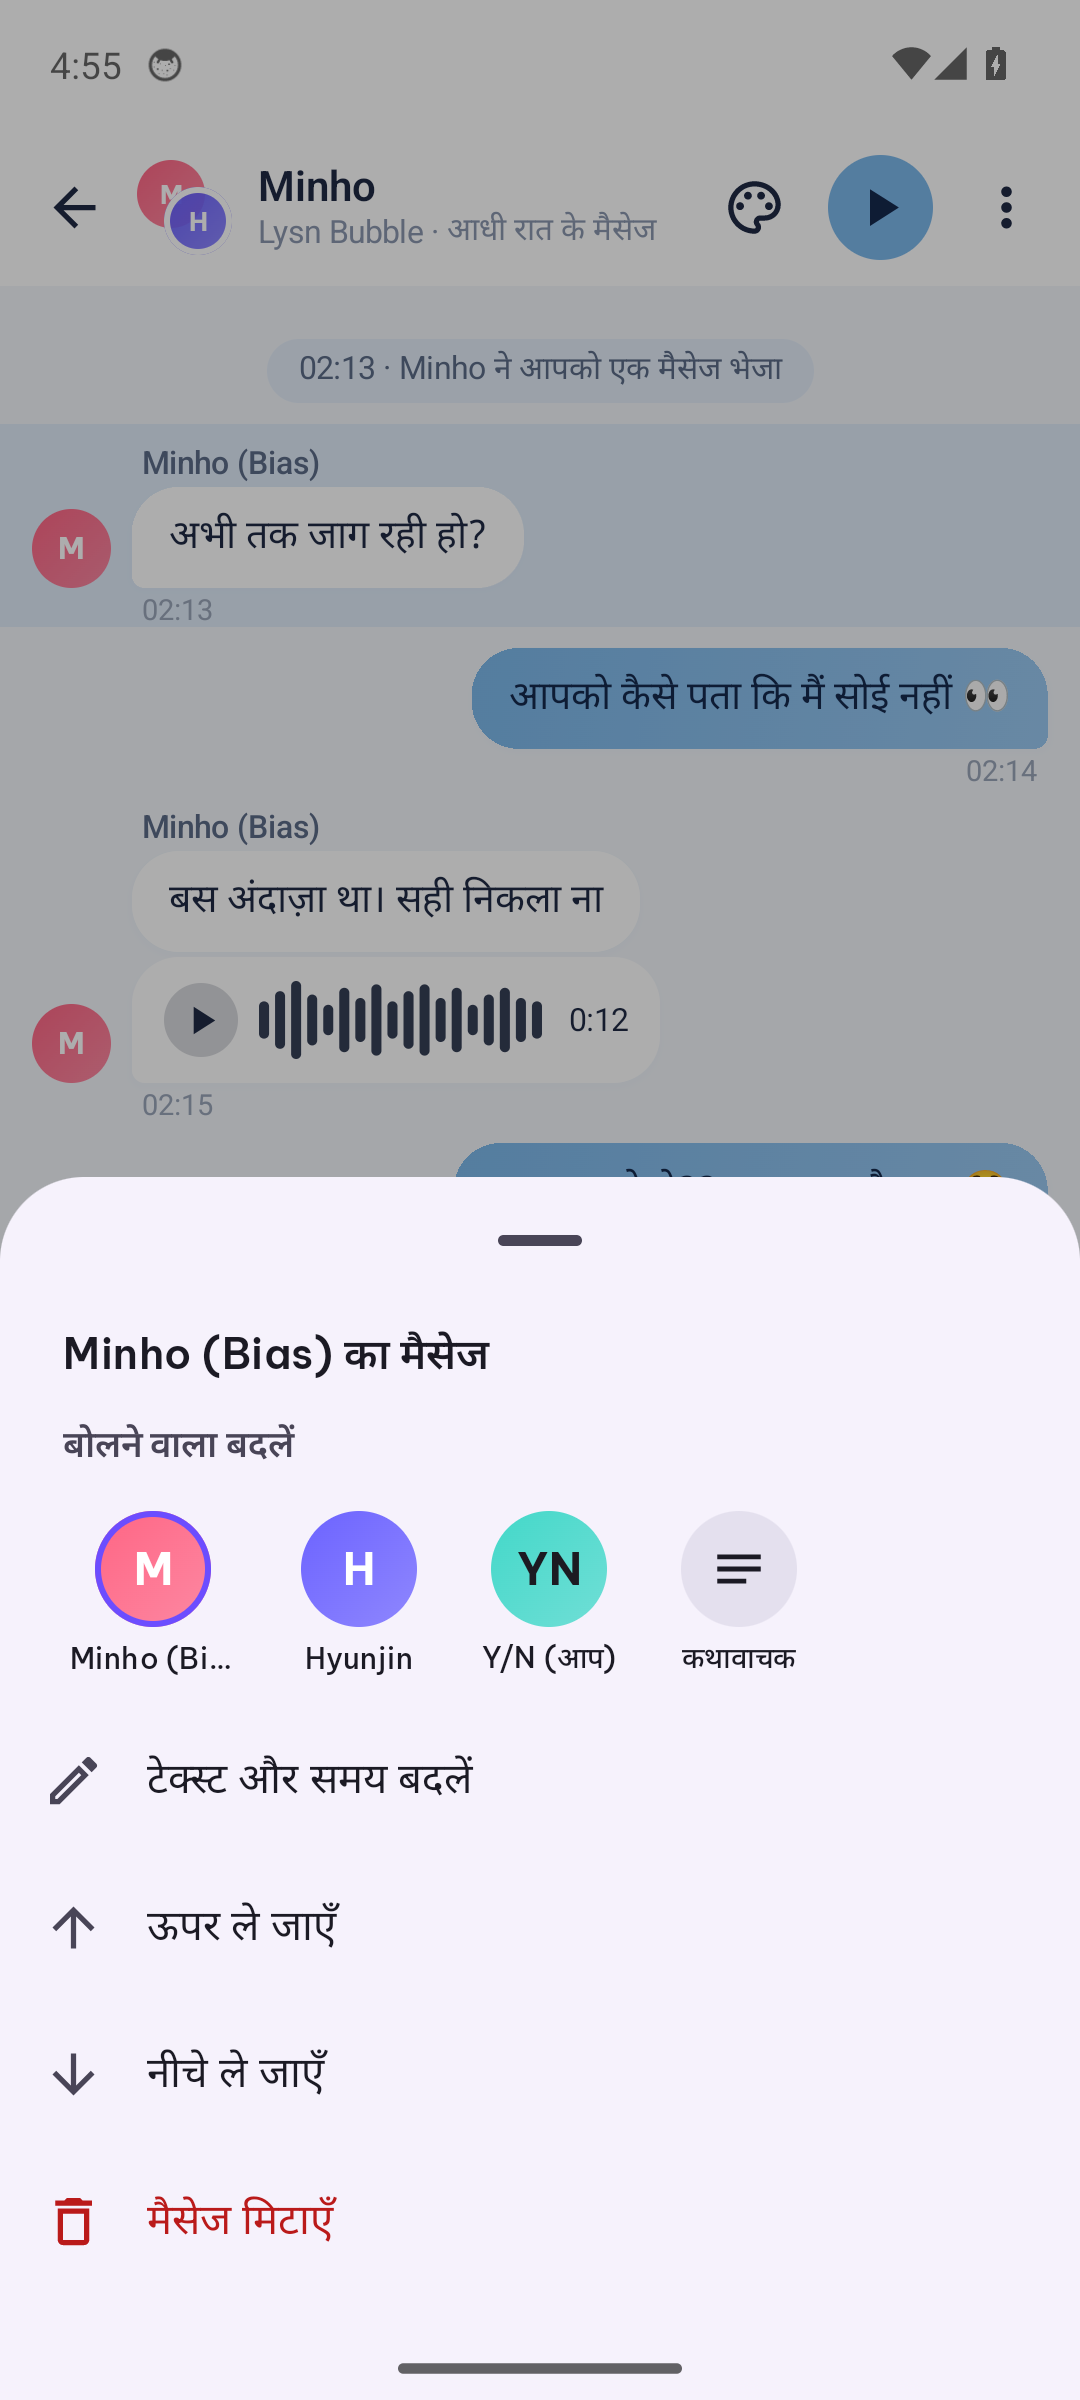 4:55
M
H
Minho
Lysn Bubble · आधी रात के मैसेज
02:13 · Minho ने आपको एक मैसेज भेजा
Minho (Bias)
M
अभी तक जाग रही हो?
02:13
आपको कैसे पता कि मैं सोई नहीं 👀
02:14
Minho (Bias)
बस अंदाज़ा था। सही निकला ना
M
0:12
02:15
Minho (Bias) का मैसेज
बोलने वाला बदलें
M
H
YN
Minho (Bi...
Hyunjin
Y/N (आप)
कथावाचक
टेक्स्ट और समय बदलें
ऊपर ले जाएँ
नीचे ले जाएँ
मैसेज मिटाएँ